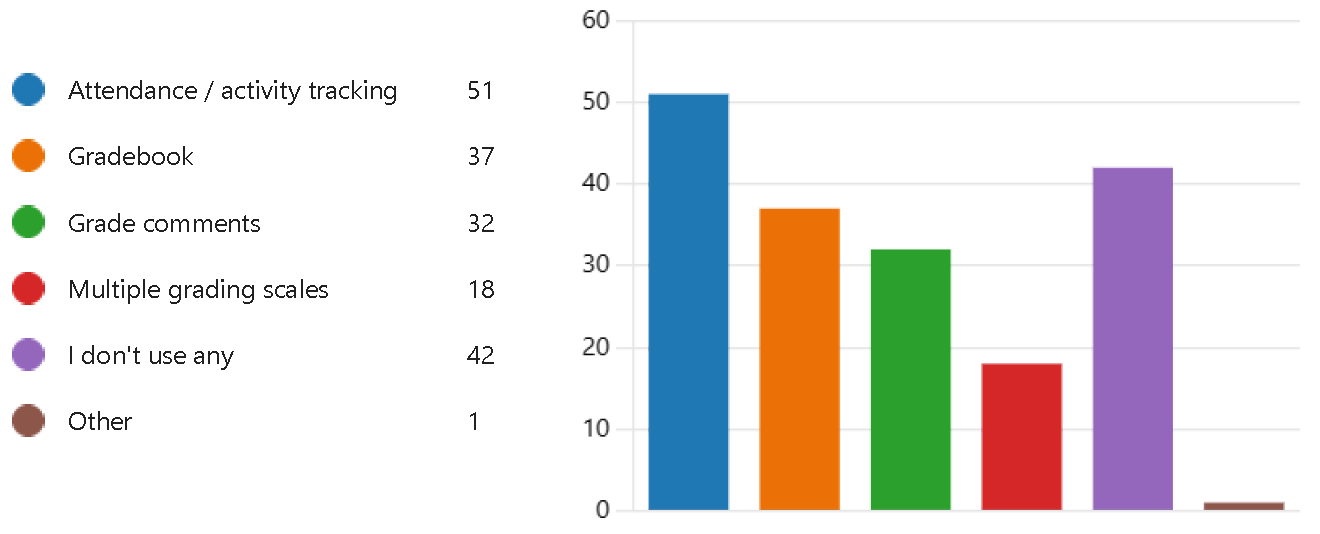 Attendance / activity tracking 51
Gradebook 37
Grade comments 32
Multiple grading scales 18
I don't use any 42
Other 1
60
50
40
30
20
10
0